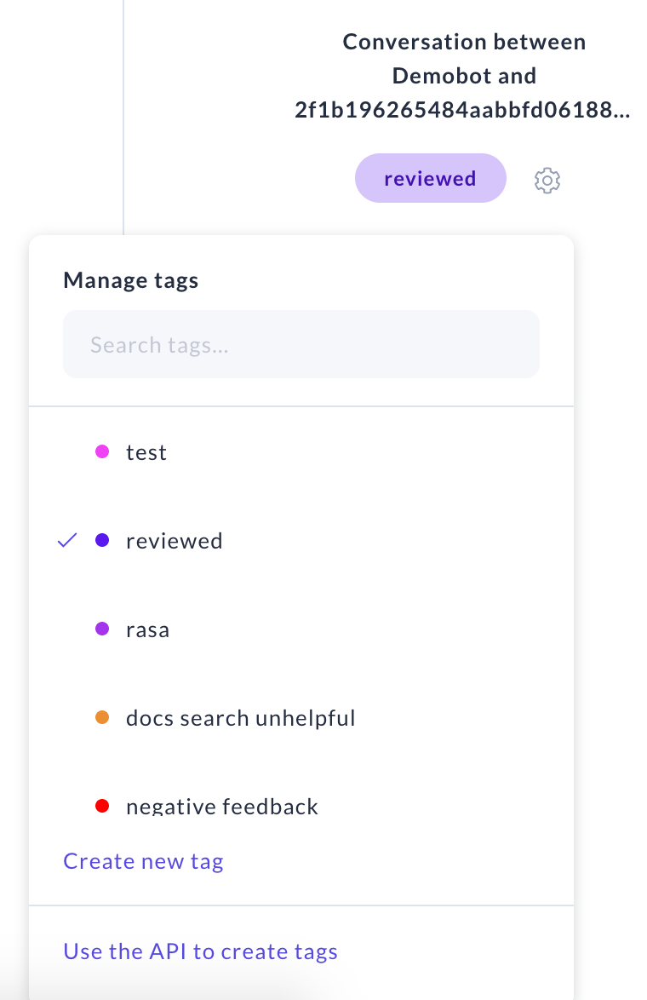 Conversation between
Demobot and
2f1b196265484aabbfd06188...
reviewed
Manage tags
Search tags...
test
reviewed
rasa
docs search unhelpful
negative feedback
Create new tag
Use the API to create tags